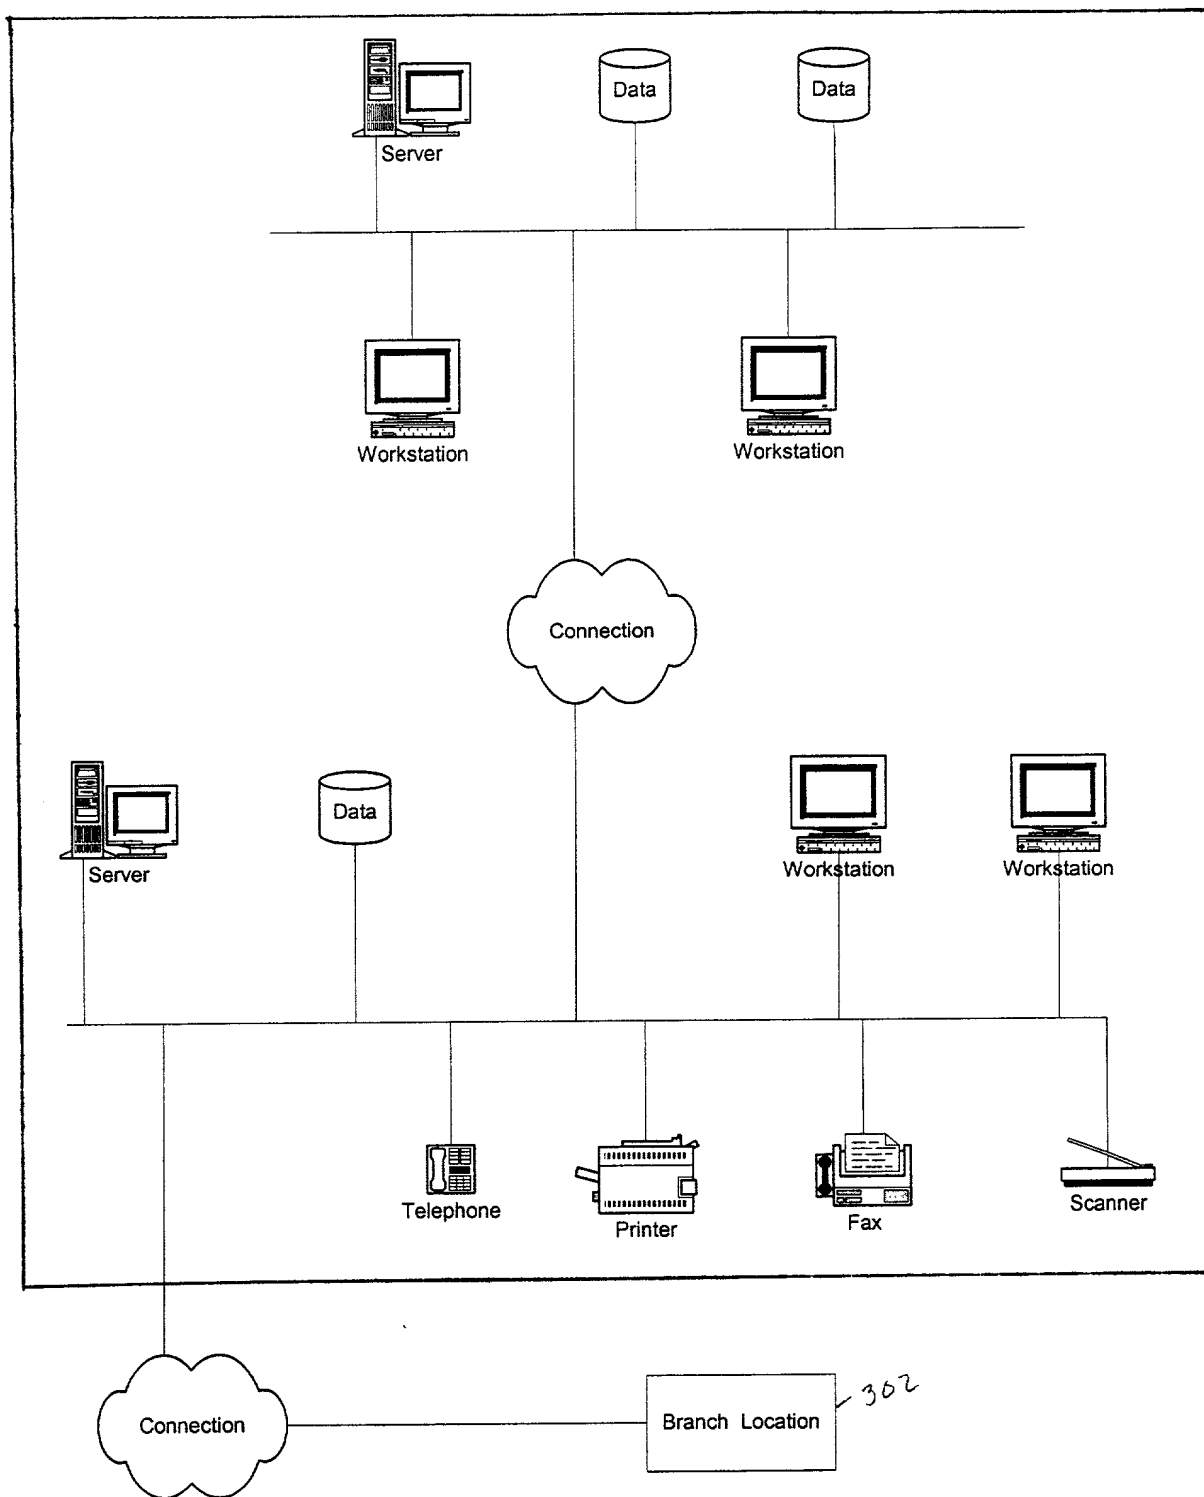 Data
Data
Server
Workstation
Workstation
Connection
Data
Server
Workstation
Workstation
Telephone
Printer
Fax
Scanner
Connection
Branch Location
302